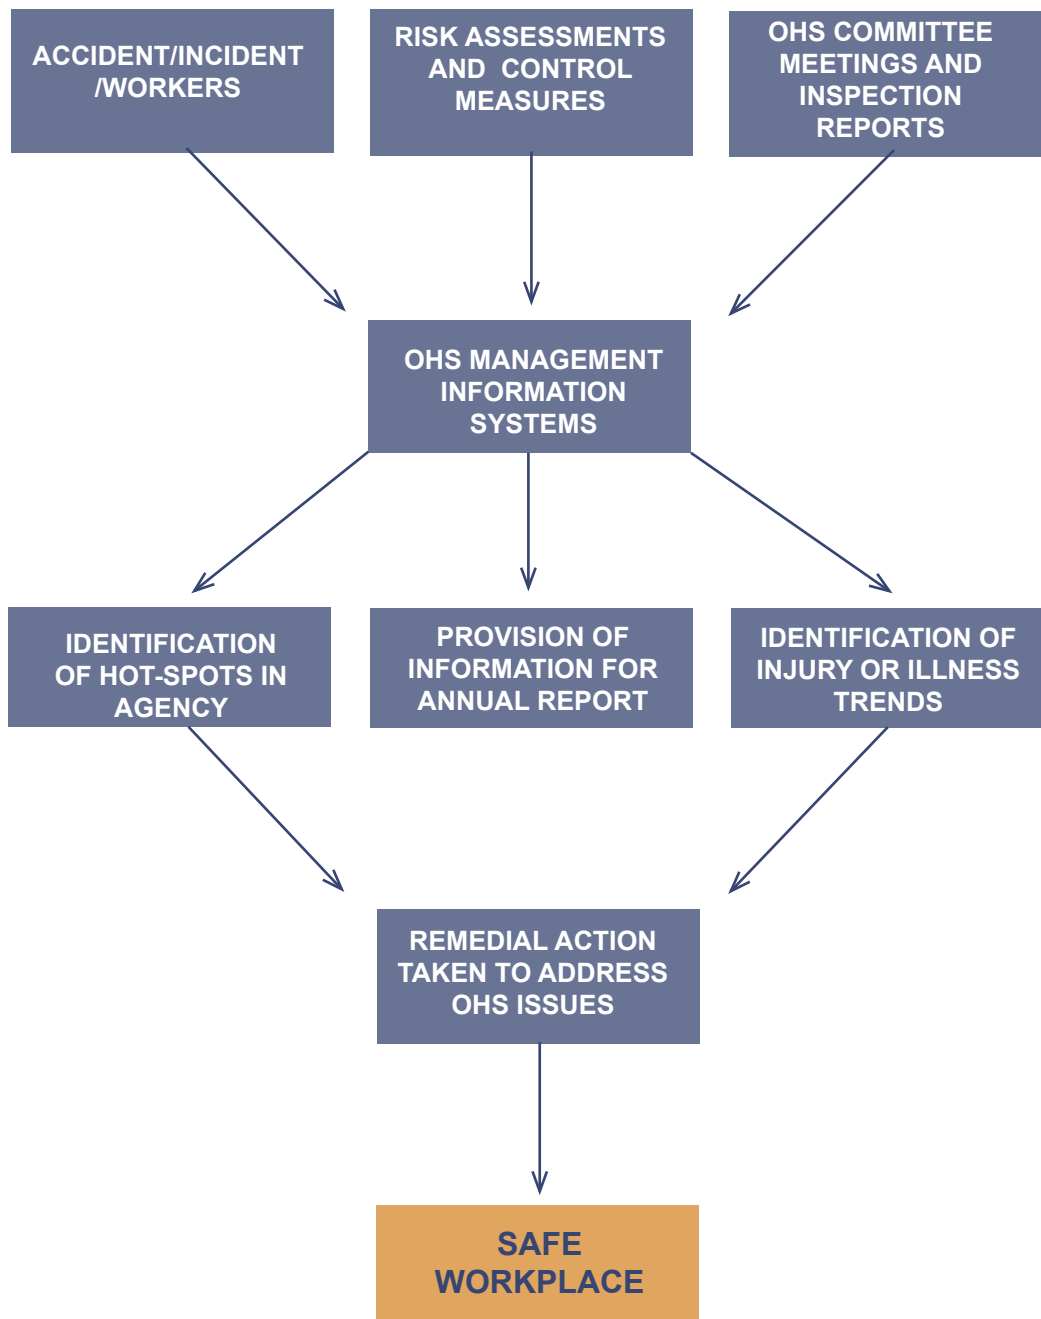 ACCIDENT/INCIDENT
/WORKERS
RISK ASSESSMENTS
AND CONTROL
MEASURES
OHS COMMITTEE
MEETINGS AND
INSPECTION
REPORTS
OHS MANAGEMENT
INFORMATION
SYSTEMS
IDENTIFICATION
OF HOT-SPOTS IN
AGENCY
PROVISION OF
INFORMATION FOR
ANNUAL REPORT
IDENTIFICATION OF
INJURY OR ILLNESS
TRENDS
REMEDIAL ACTION
TAKEN TO ADDRESS
OHS ISSUES
SAFE
WORKPLACE